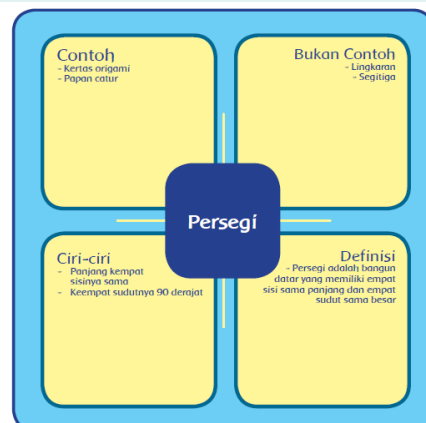 Contoh
- Kertas origami
- Papan catur
Bukan Contoh
- Lingkaran
- Segitiga
Persegi
Ciri-ciri
- Panjang kempat
sisinya sama
- Keempat sudutnya 90 derajat
Definisi
- Persegi adalah bangun
datar yang memiliki empat
sisi sama panjang dan empat
sudut sama besar